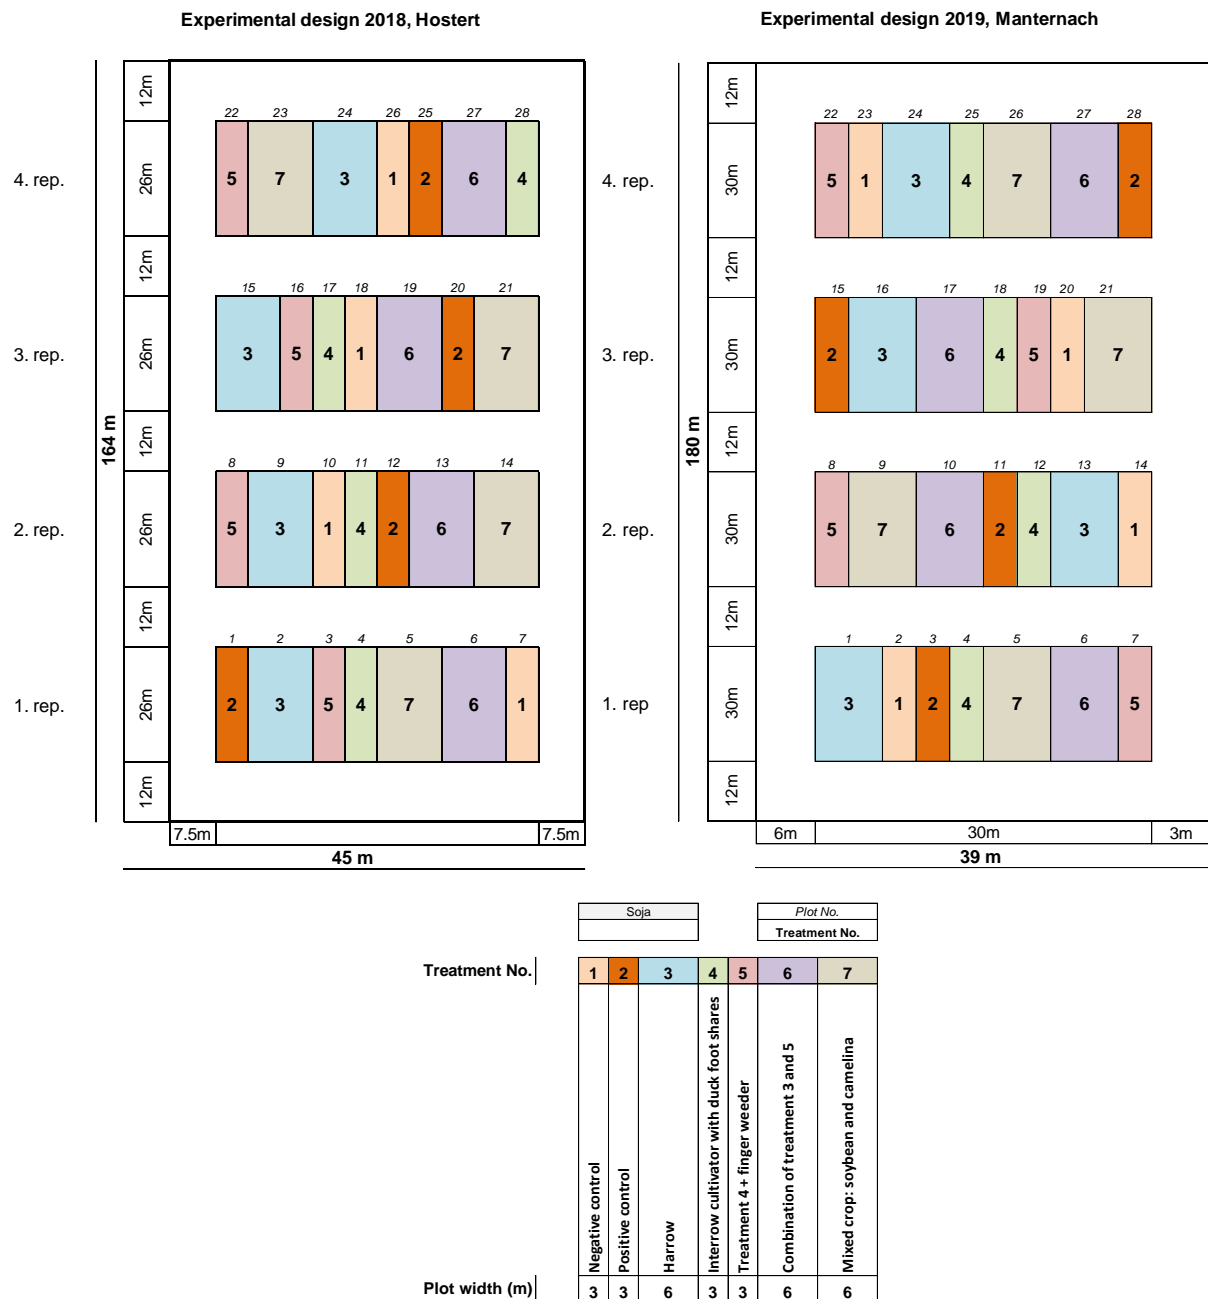 Experimental design 2018, Hostert
Experimental design 2019, Manternach
12m
12m
22 23 24 26 25 27 28
22 23 24 25 26 27 28
4. rep.
26m
5 7 3 1 2 6 4
4. rep.
30m
5 1 3 4 7 6 2
12m
12m
15 16 17 18 19 20 21
15 16 17 18 19 20 21
3. rep.
26m
3 5 4 1 6 2 7
3. rep.
30m
2 3 6 4 5 1 7
164 m
12m
180 m
12m
8 9 10 11 12 13 14
8 9 10 11 12 13 14
2. rep.
26m
5 3 1 4 2 6 7
2. rep.
30m
5 7 6 2 4 3 1
12m
12m
1 2 3 4 5 6 7
1 2 3 4 5 6 7
1. rep.
26m
2 3 5 4 7 6 1
1. rep
30m
3 1 2 4 7 6 5
12m
12m
7.5m 7.5m
6m 30m 3m
45 m
39 m
Soja
Plot No.
Treatment No.
Treatment No. 1 2 3 4 5 6 7
Negative control
Positive control
Harrow
Interrow cultivator with duck foot shares
Treatment 4 + finger weeder
Combination of treatment 3 and 5
Mixed crop: soybean and camelina
Plot width (m) 3 3 6 3 3 6 6